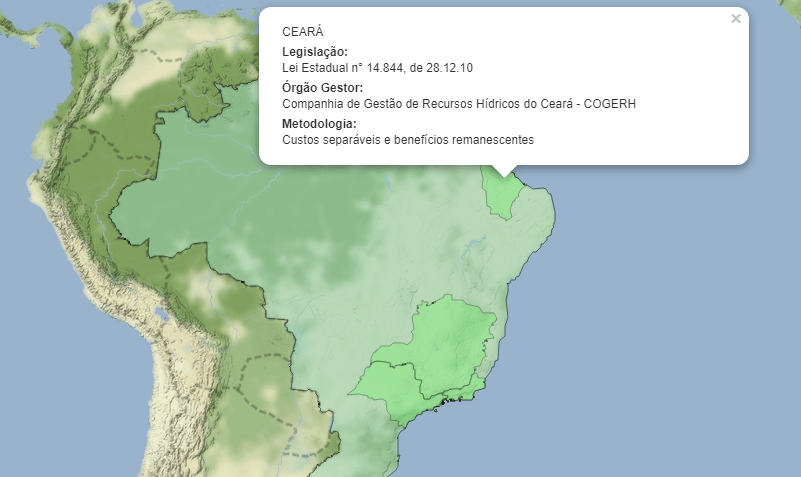 ×
CEARÁ
Legislação:
Lei Estadual n° 14.844, de 28.12.10
Órgão Gestor:
Companhia de Gestão de Recursos Hídricos do Ceará - COGERH
Metodologia:
Custos separáveis e benefícios remanescentes